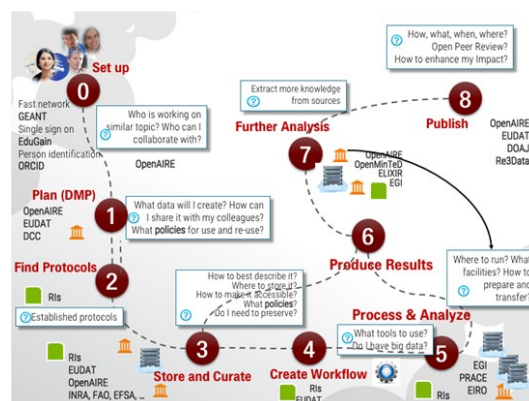 Set up
0
Fast network
GEANT
Single sign on
EduGain
Person identification
ORCID
Who is working on
similar topic? Who can I
collaborate with?
OpenAIRE
Plan (DMP)
1
OpenAIRE
EUDAT
DCC
What data will I create? How can
I share it with my colleagues?
What policies for use and re-use?
Find Protocols
2
RIs
Established protocols
RIs
EUDAT
OpenAIRE
INRA, FAO, EFSA, ..
How to best describe it?
Where to store it?
How to make it accessible?
What policies?
Do I need to preserve?
3
Store and Curate
4
Create Workflow
RIs
EUDAT
What tools to use?
Do I have big data?
Process & Analyze
5
RIs
EGI
PRACE
EIRO
Where to run? What
facilities? How to
prepare and
transfer?
6
Produce Results
Extract more knowledge
from sources
Further Analysis
7
OpenAIRE
OpenMinTeD
ELIXIR
EGI
How, what, when, where?
Open Peer Review?
How to enhance my Impact?
8
Publish
OpenAIRE
EUDAT
DOAJ
Re3Data